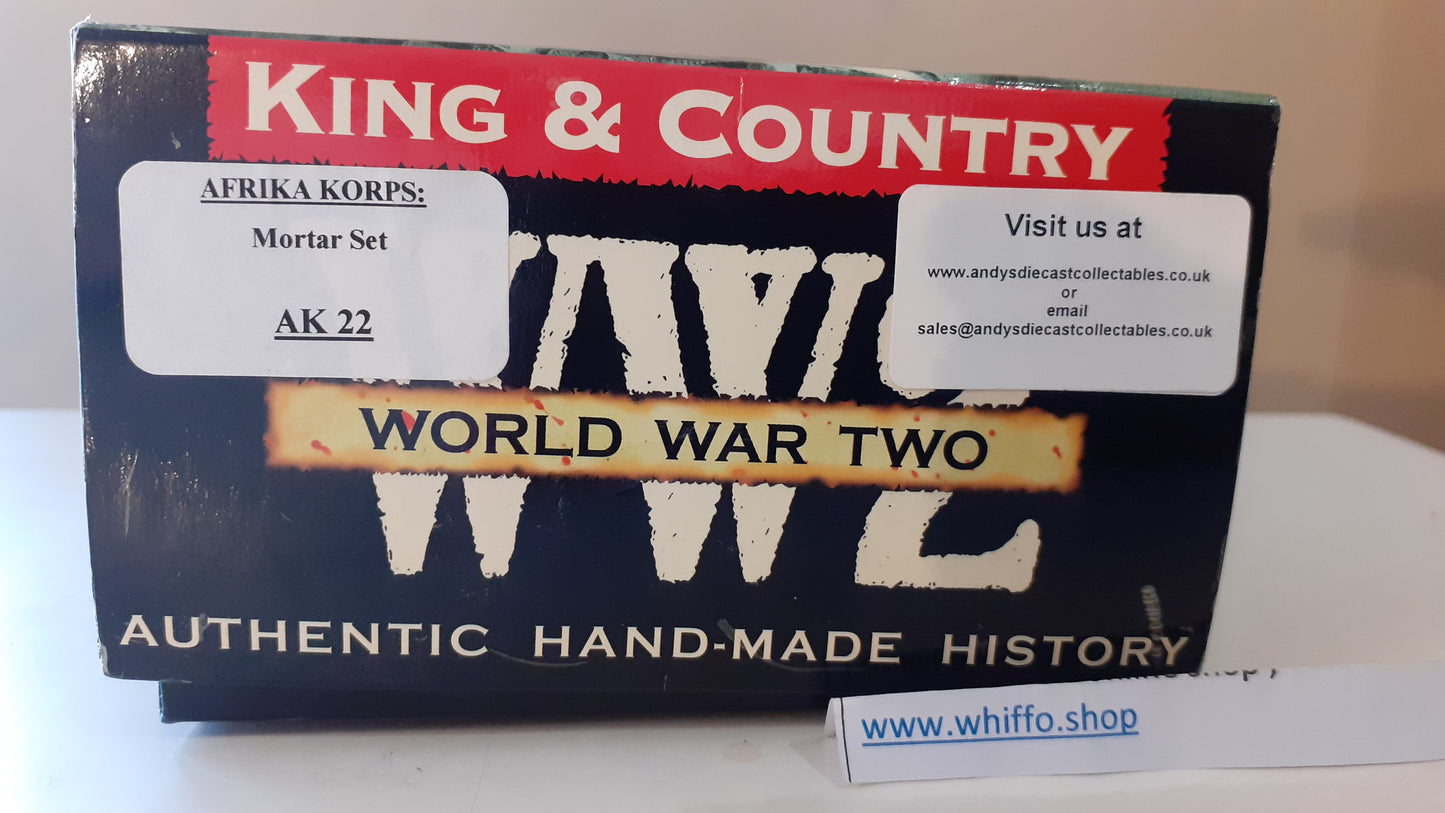 KING & COUNTRY
AFRIKA KORPS:
Mortar Set
AK 22
Visit us at
www.andysdiecastcollectables.co.uk
or
email
sales@andysdiecastcollectables.co.uk
WW2
WORLD WAR TWO
AUTHENTIC HAND-MADE HISTORY
www.whiffo.shop